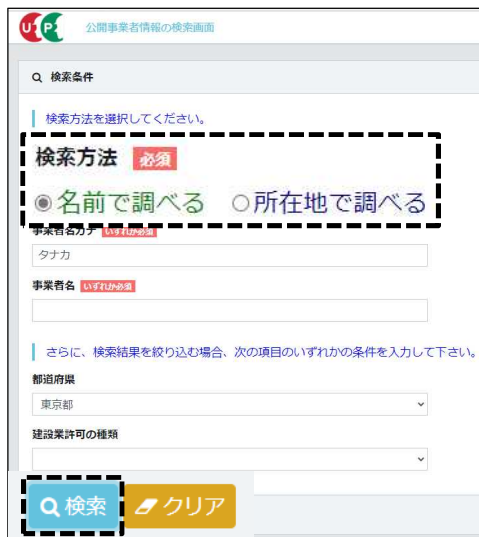 U P 公開事業者情報の検索画面
検索条件
検索方法を選択してください。
検索方法 必須
名前で調べる 所在地で調べる
事業者名カナ いずれか必須
タナカ
事業者名 いずれか必須
さらに、検索結果を絞り込む場合、次の項目のいずれかの条件を入力して下さい。
都道府県
東京都
建設業許可の種類
検索 クリア